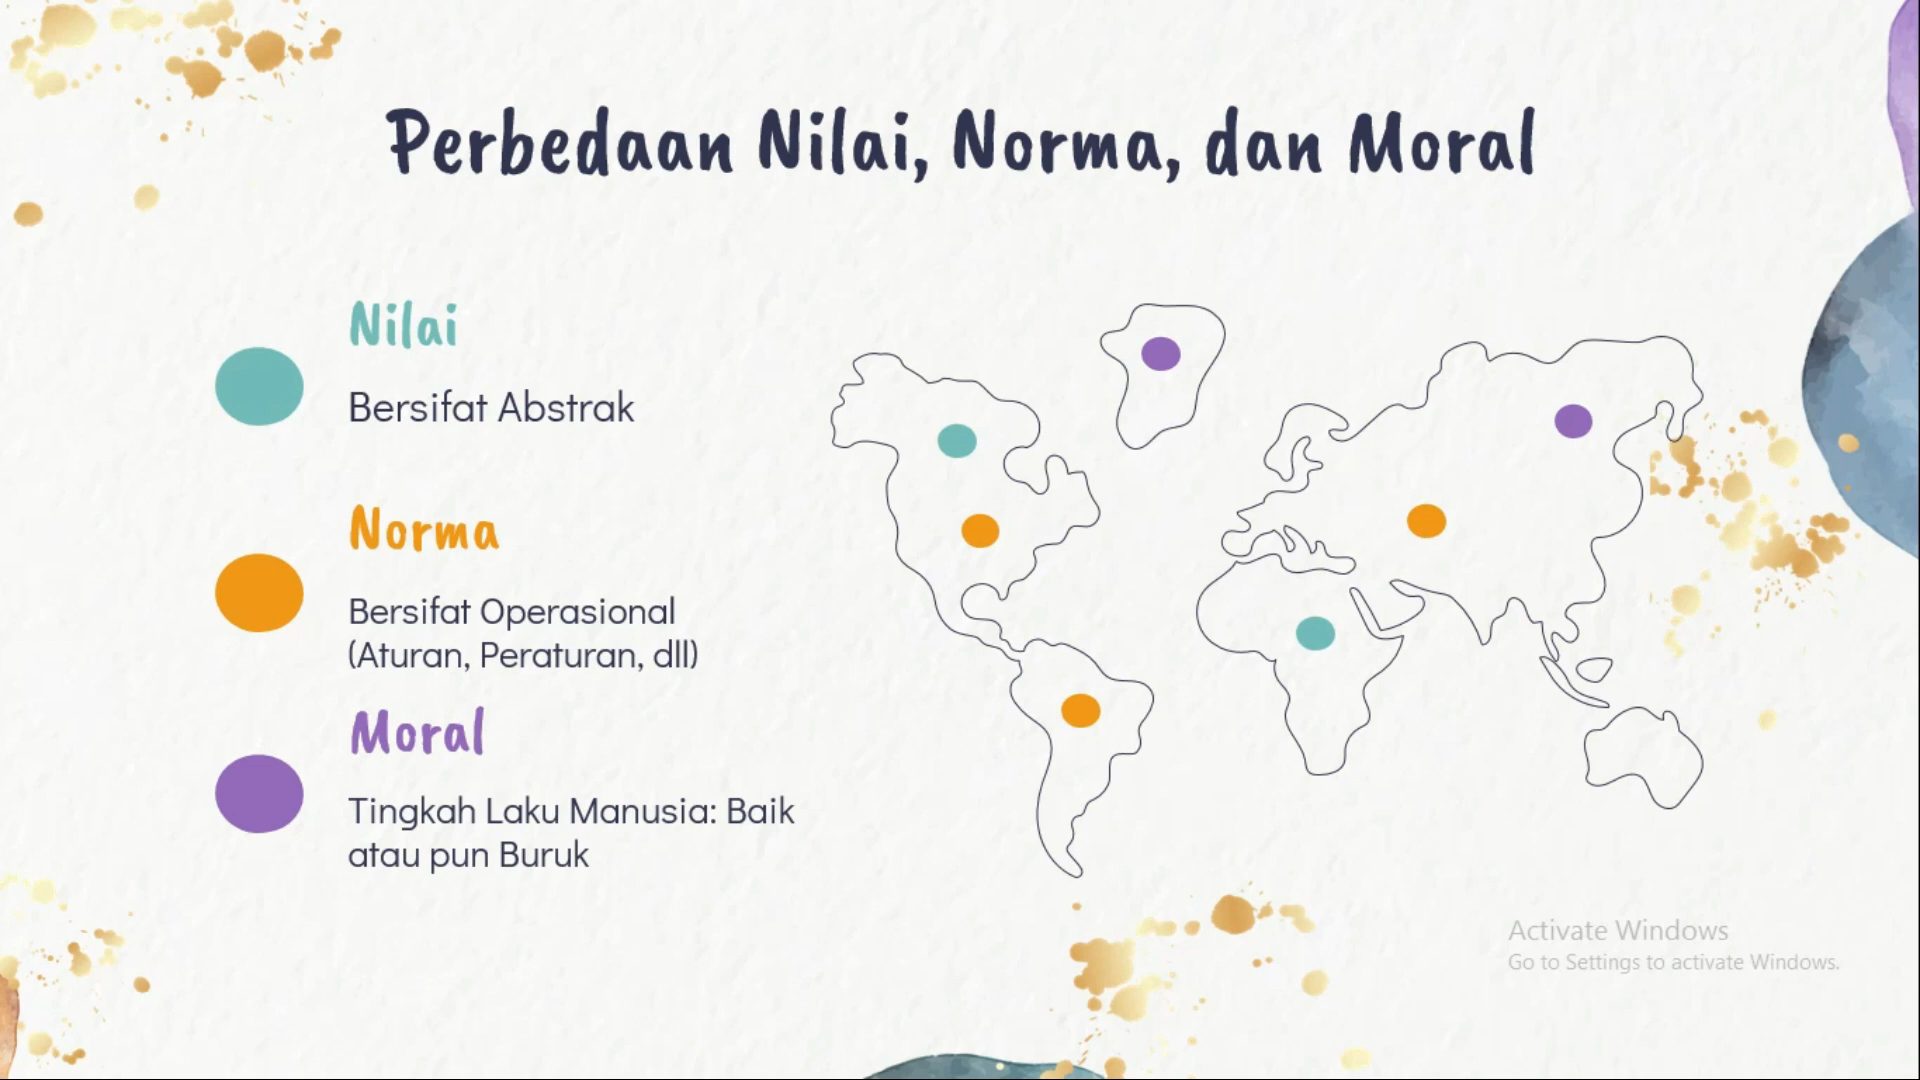 Perbedaan Nilai, Norma, dan Moral
Nilai
Bersifat Abstrak
Norma
Bersifat Operasional
(Aturan, Peraturan, dll)
Moral
Tingkah Laku Manusia: Baik
atau pun Buruk
Activate Windows
Go to Settings to activate Windows.